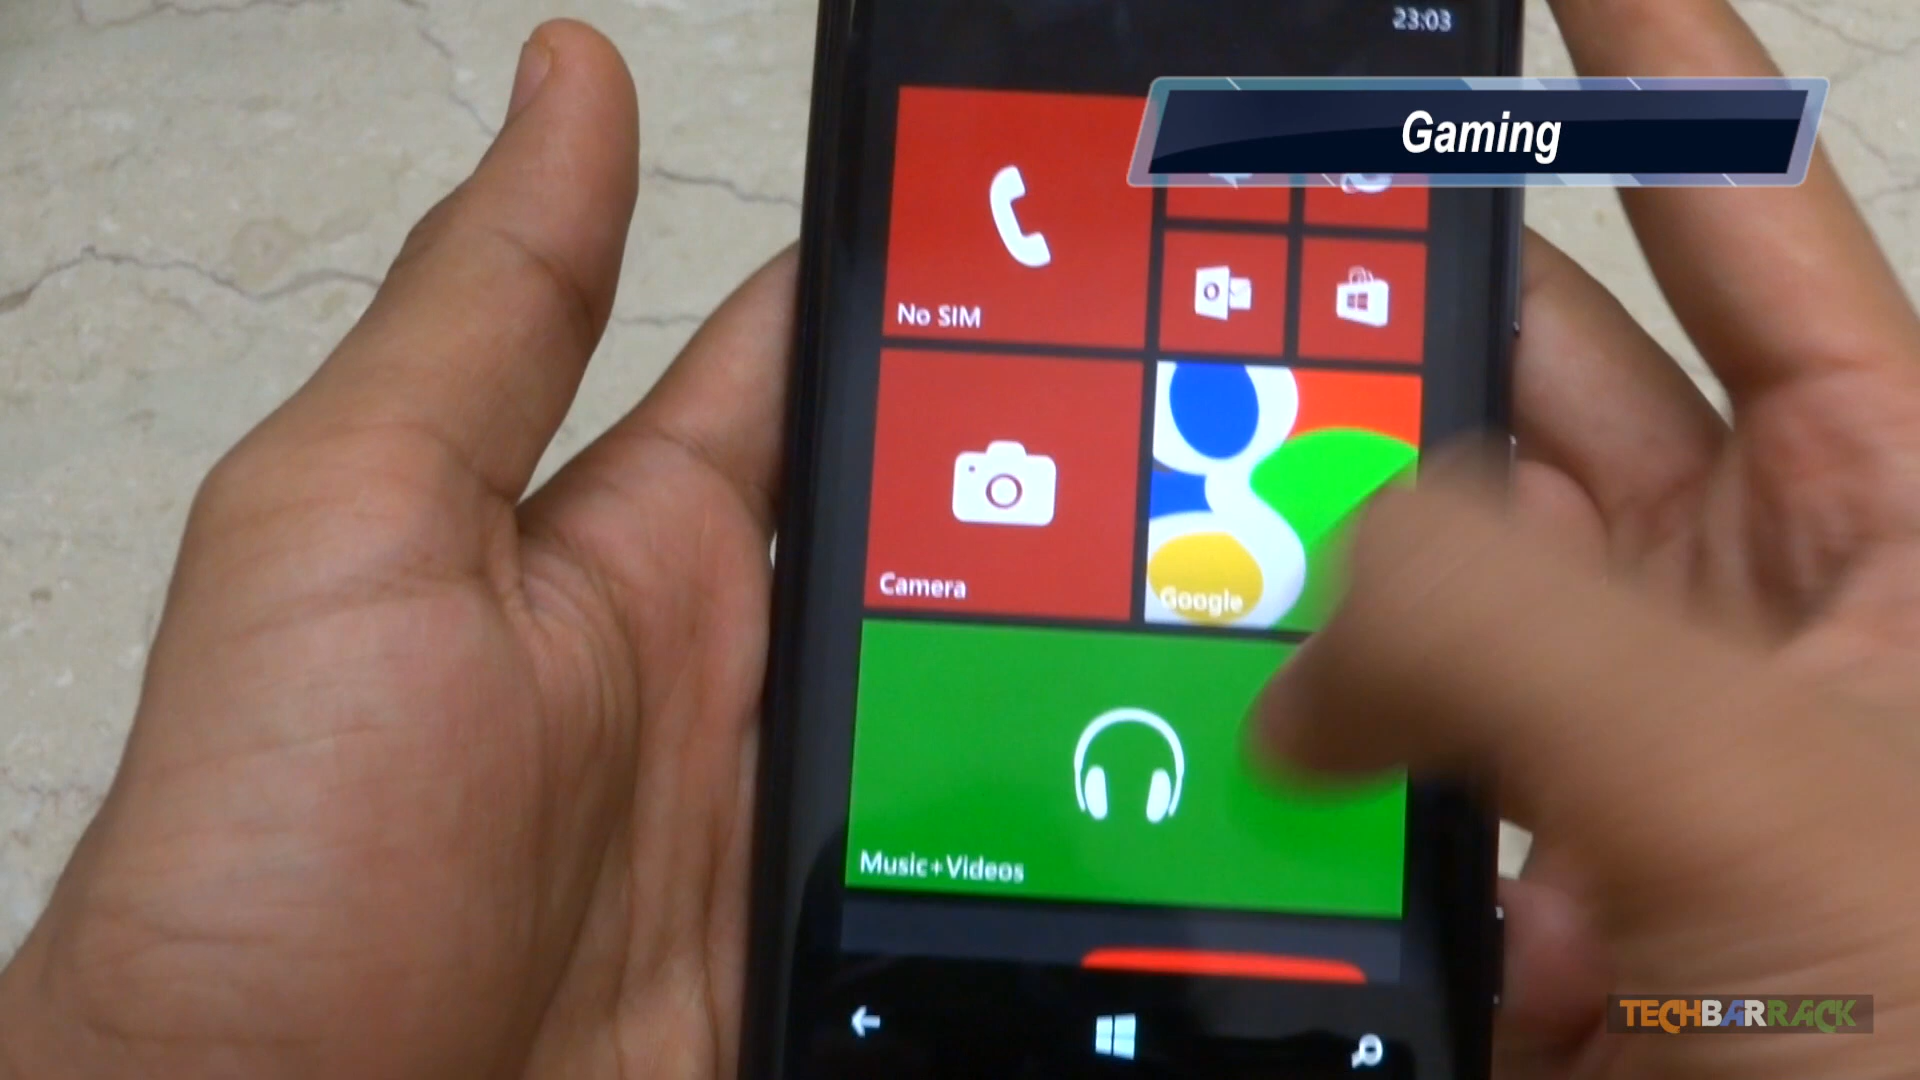 23:03
Gaming
No SIM
Camera
Google
Music+Videos
TECHBARRACK